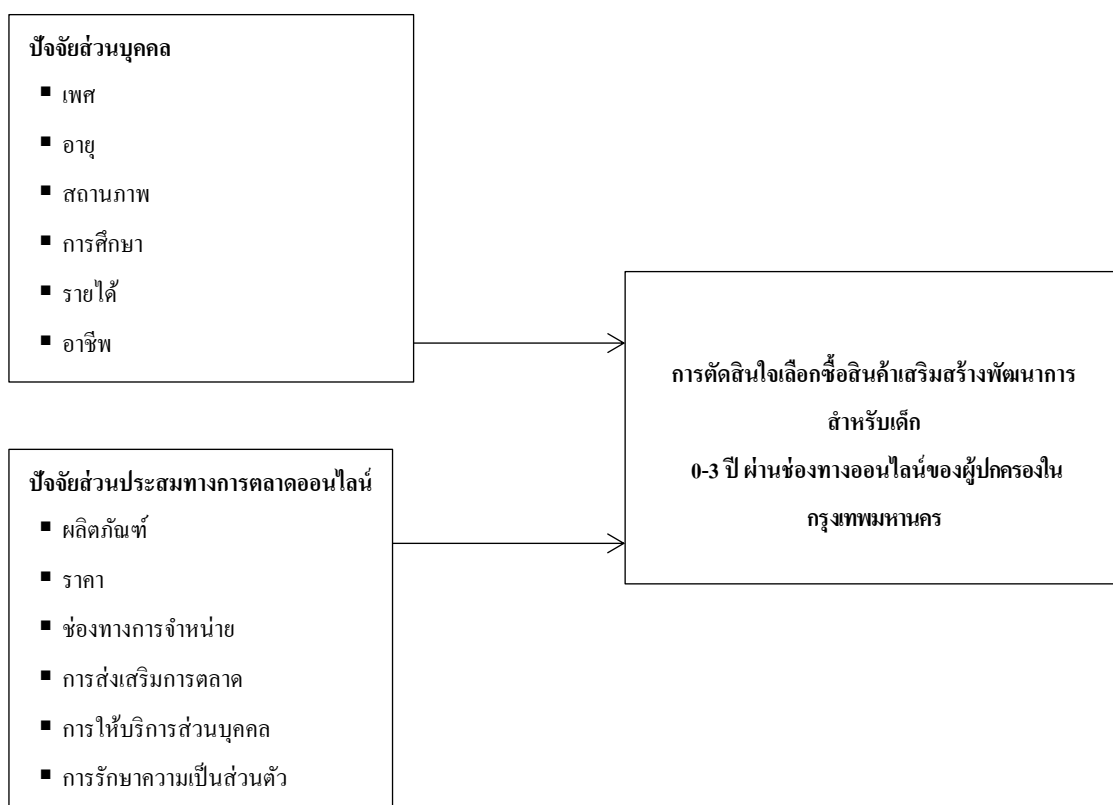 ปัจจัยส่วนบุคคล
▪ เพศ
▪ อายุ
▪ สถานภาพ
▪ การศึกษา
▪ รายได้
▪ อาชีพ
ปัจจัยส่วนประสมทางการตลาดออนไลน์
▪ ผลิตภัณฑ์
▪ ราคา
▪ ช่องทางการจำหน่าย
▪ การส่งเสริมการตลาด
▪ การให้บริการส่วนบุคคล
▪ การรักษาความเป็นส่วนตัว
การตัดสินใจเลือกซื้อสินค้าเสริมสร้างพัฒนาการ
สำหรับเด็ก
0-3 ปี ผ่านช่องทางออนไลน์ของผู้ปกครองใน
กรุงเทพมหานคร